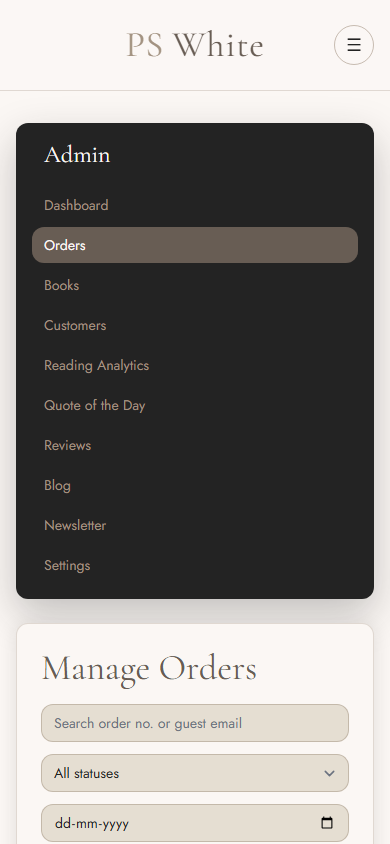 PS White
Admin
Dashboard
Orders
Books
Customers
Reading Analytics
Quote of the Day
Reviews
Blog
Newsletter
Settings
Manage Orders
Search order no. or guest email
All statuses
dd-mm-yyyy